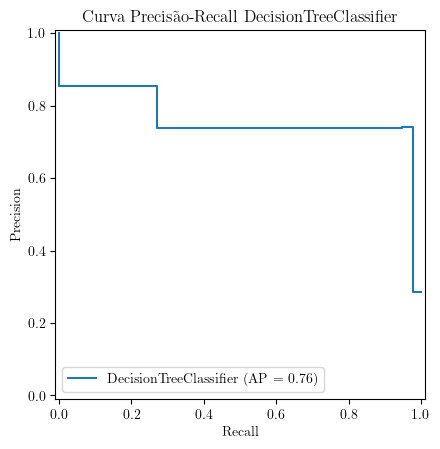 Curva Precisão-Recall DecisionTreeClassifier
1.0
0.8
0.6
0.4
0.2
0.0
Precision
DecisionTreeClassifier (AP = 0.76)
0.0 0.2 0.4 0.6 0.8 1.0
Recall